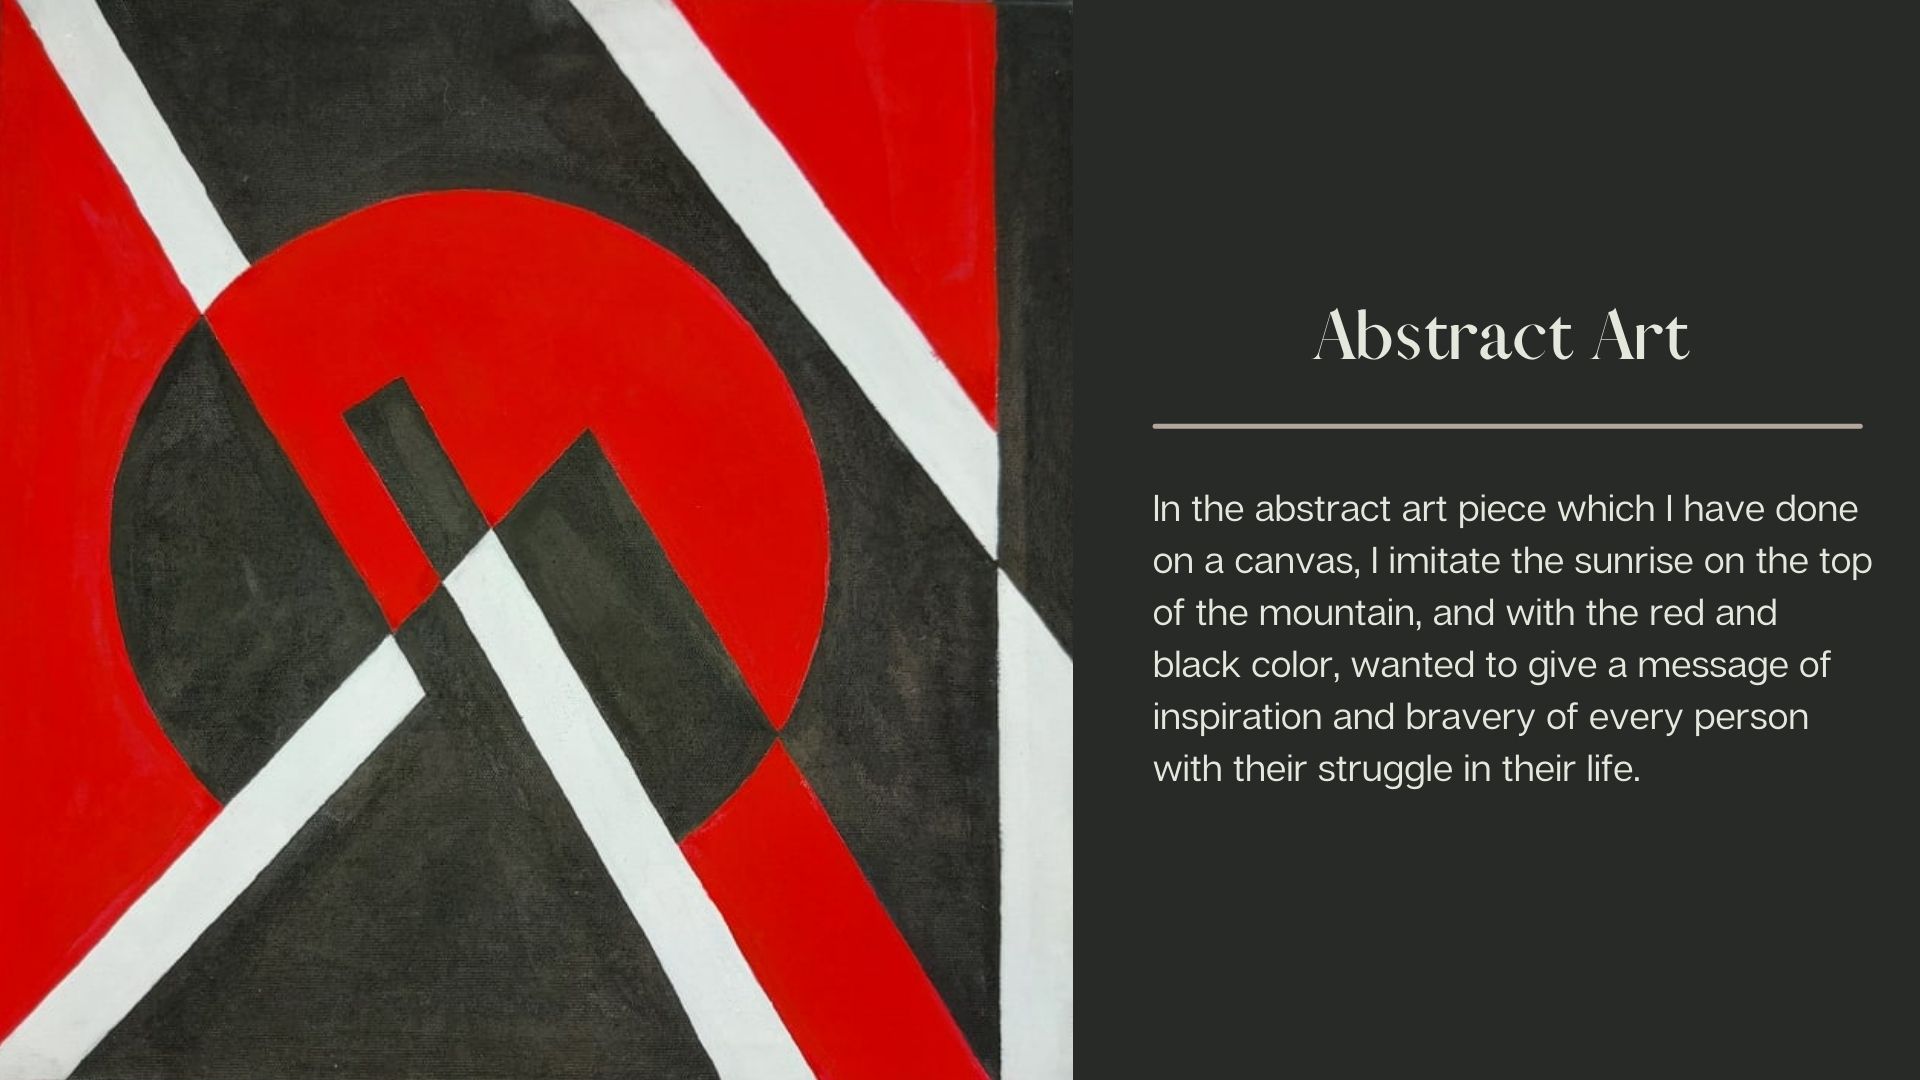 Abstract Art
In the abstract art piece which I have done
on a canvas, I imitate the sunrise on the top
of the mountain, and with the red and
black color, wanted to give a message of
inspiration and bravery of every person
with their struggle in their life.